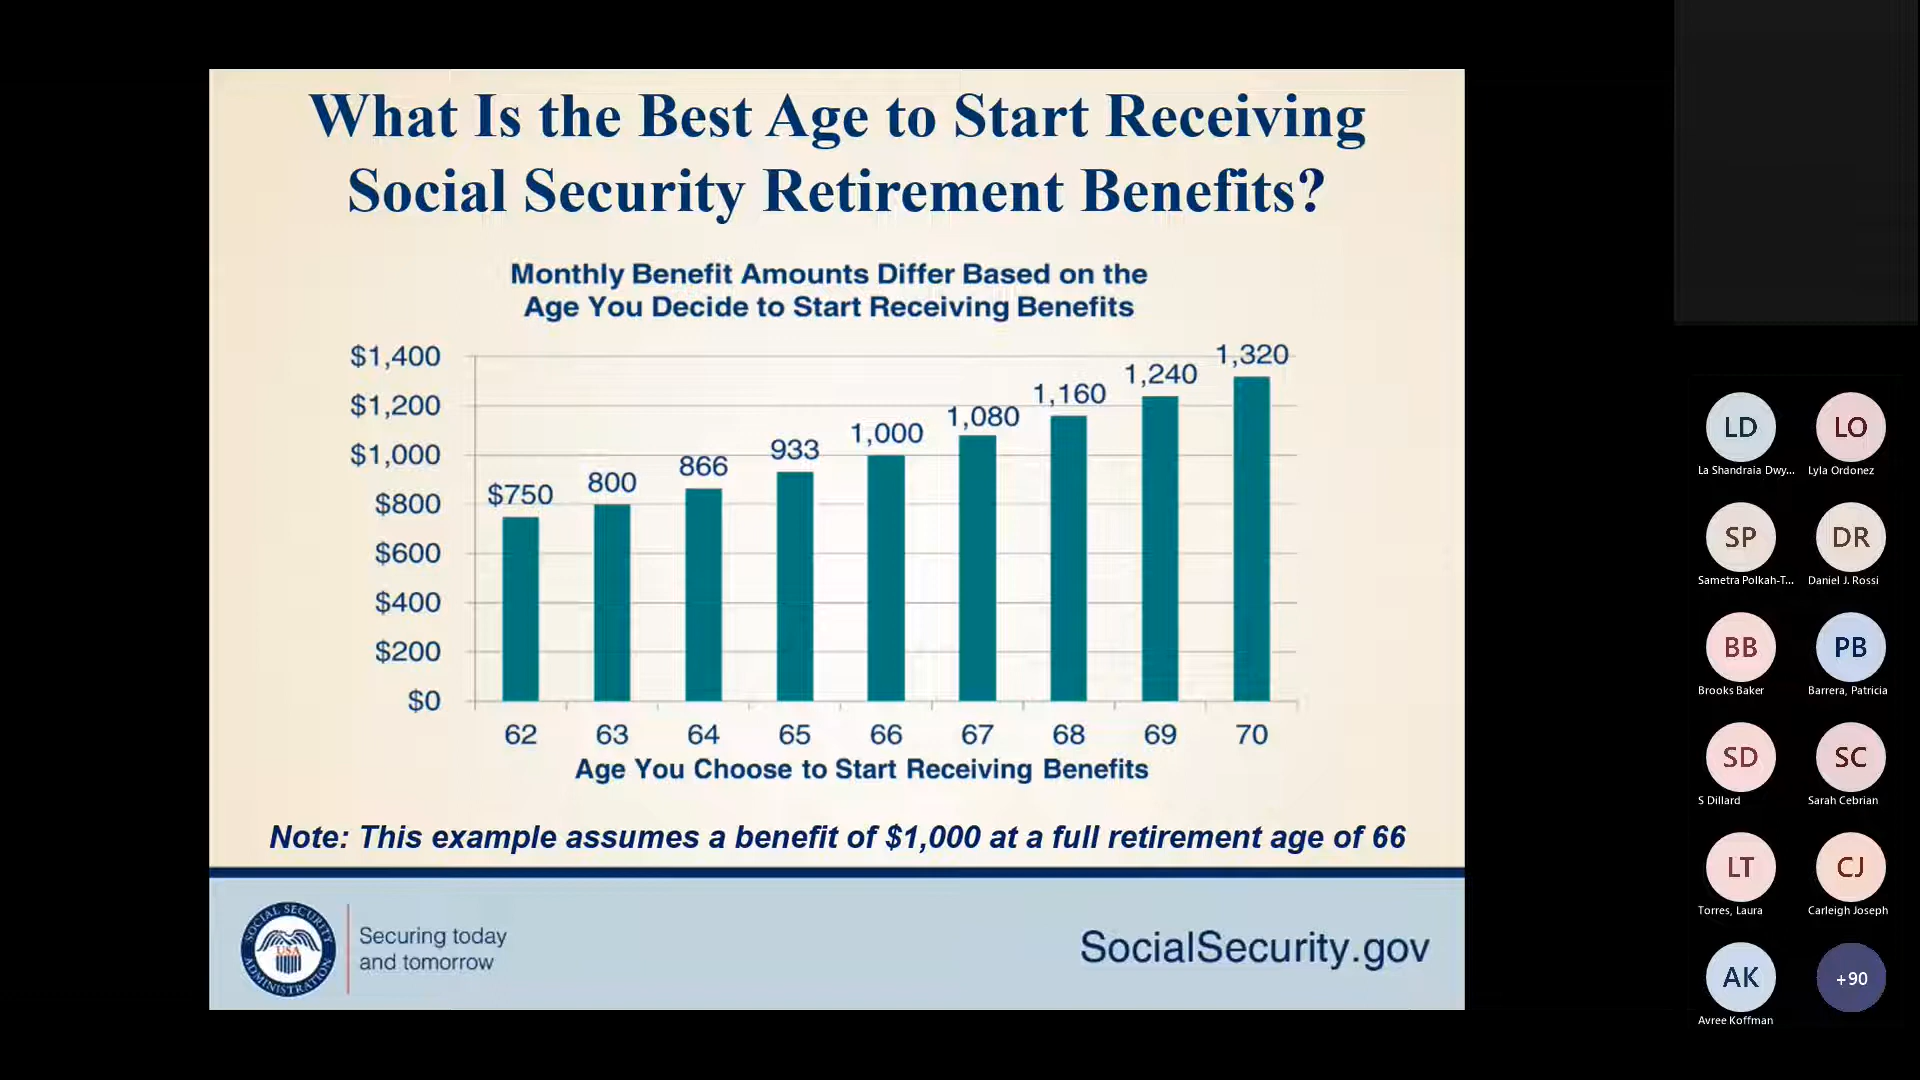 What Is the Best Age to Start Receiving
Social Security Retirement Benefits?
Monthly Benefit Amounts Differ Based on the
Age You Decide to Start Receiving Benefits
$1,400
$1,200
$1,000
$800
$600
$400
$200
$0
$750
800
866
933
1,000
1,080
1,160
1,240
1,320
62 63 64 65 66 67 68 69 70
Age You Choose to Start Receiving Benefits
Note: This example assumes a benefit of $1,000 at a full retirement age of 66
SOCIAL SECURITY ADMINISTRATION
USA
Securing today
and tomorrow
SocialSecurity.gov
LD LO
La Shandraia Dwy... Lyla Ordonez
SP DR
Sametra Polkah-T... Daniel J. Rossi
BB PB
Brooks Baker Barrera, Patricia
SD SC
S Dillard Sarah Cebrian
LT CJ
Torres, Laura Carleigh Joseph
AK +90
Avree Koffman